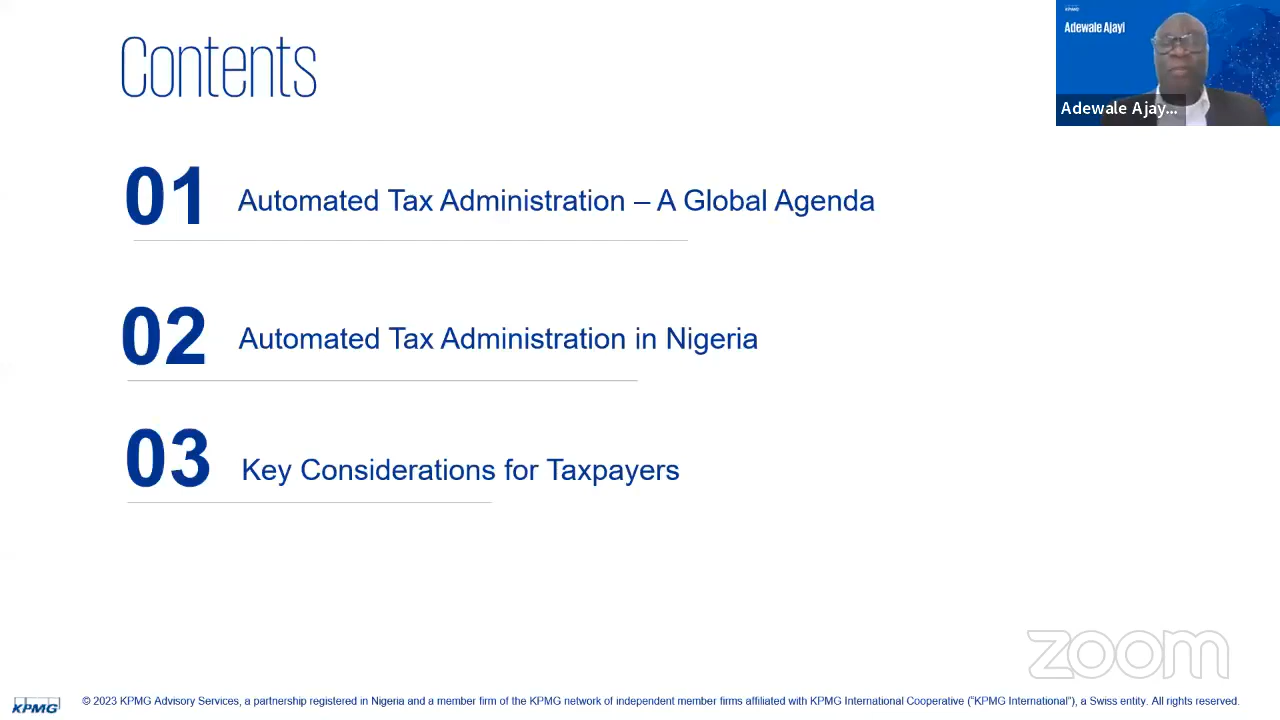 Contents
KPMG
Adewale Ajayi
Adewale Ajay...
01 Automated Tax Administration – A Global Agenda
02 Automated Tax Administration in Nigeria
03 Key Considerations for Taxpayers
zoom
KPMG © 2023 KPMG Advisory Services, a partnership registered in Nigeria and a member firm of the KPMG network of independent member firms affiliated with KPMG International Cooperative (“KPMG International”), a Swiss entity. All rights reserved.